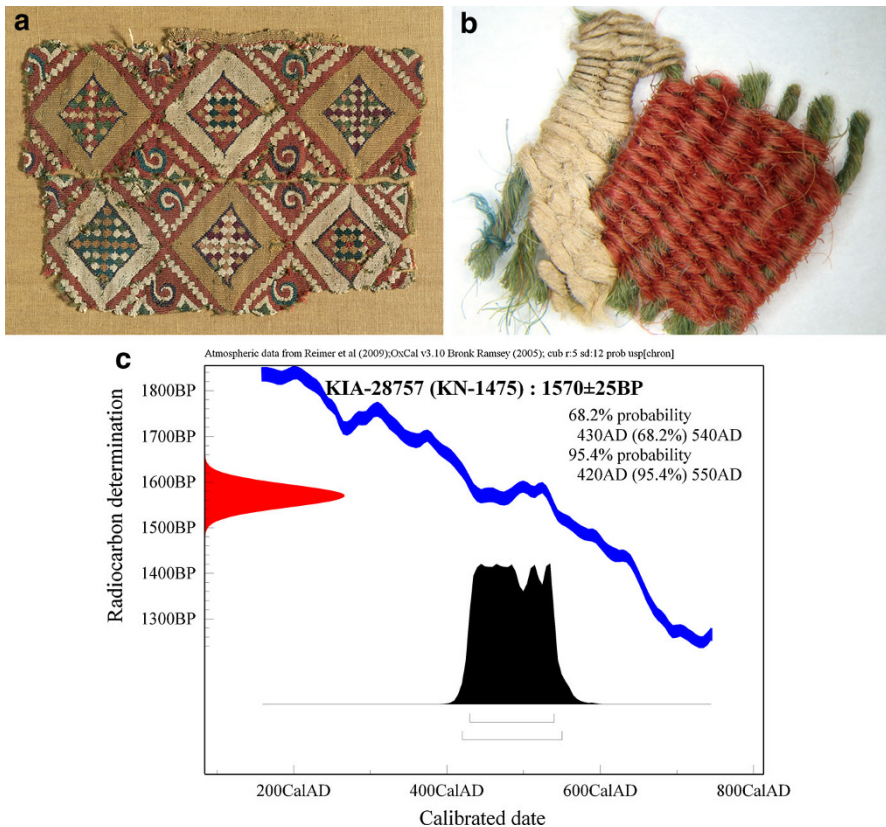 a
b
c
Atmospheric data from Reimer et al (2009);OxCal v3.10 Bronk Ramsey (2005); cub r:5 sd:12 prob usp[chron]
KIA-28757 (KN-1475) : 1570±25BP
68.2% probability
430AD (68.2%) 540AD
95.4% probability
420AD (95.4%) 550AD
Radiocarbon determination
1800BP
1700BP
1600BP
1500BP
1400BP
1300BP
200CalAD
400CalAD
600CalAD
800CalAD
Calibrated date